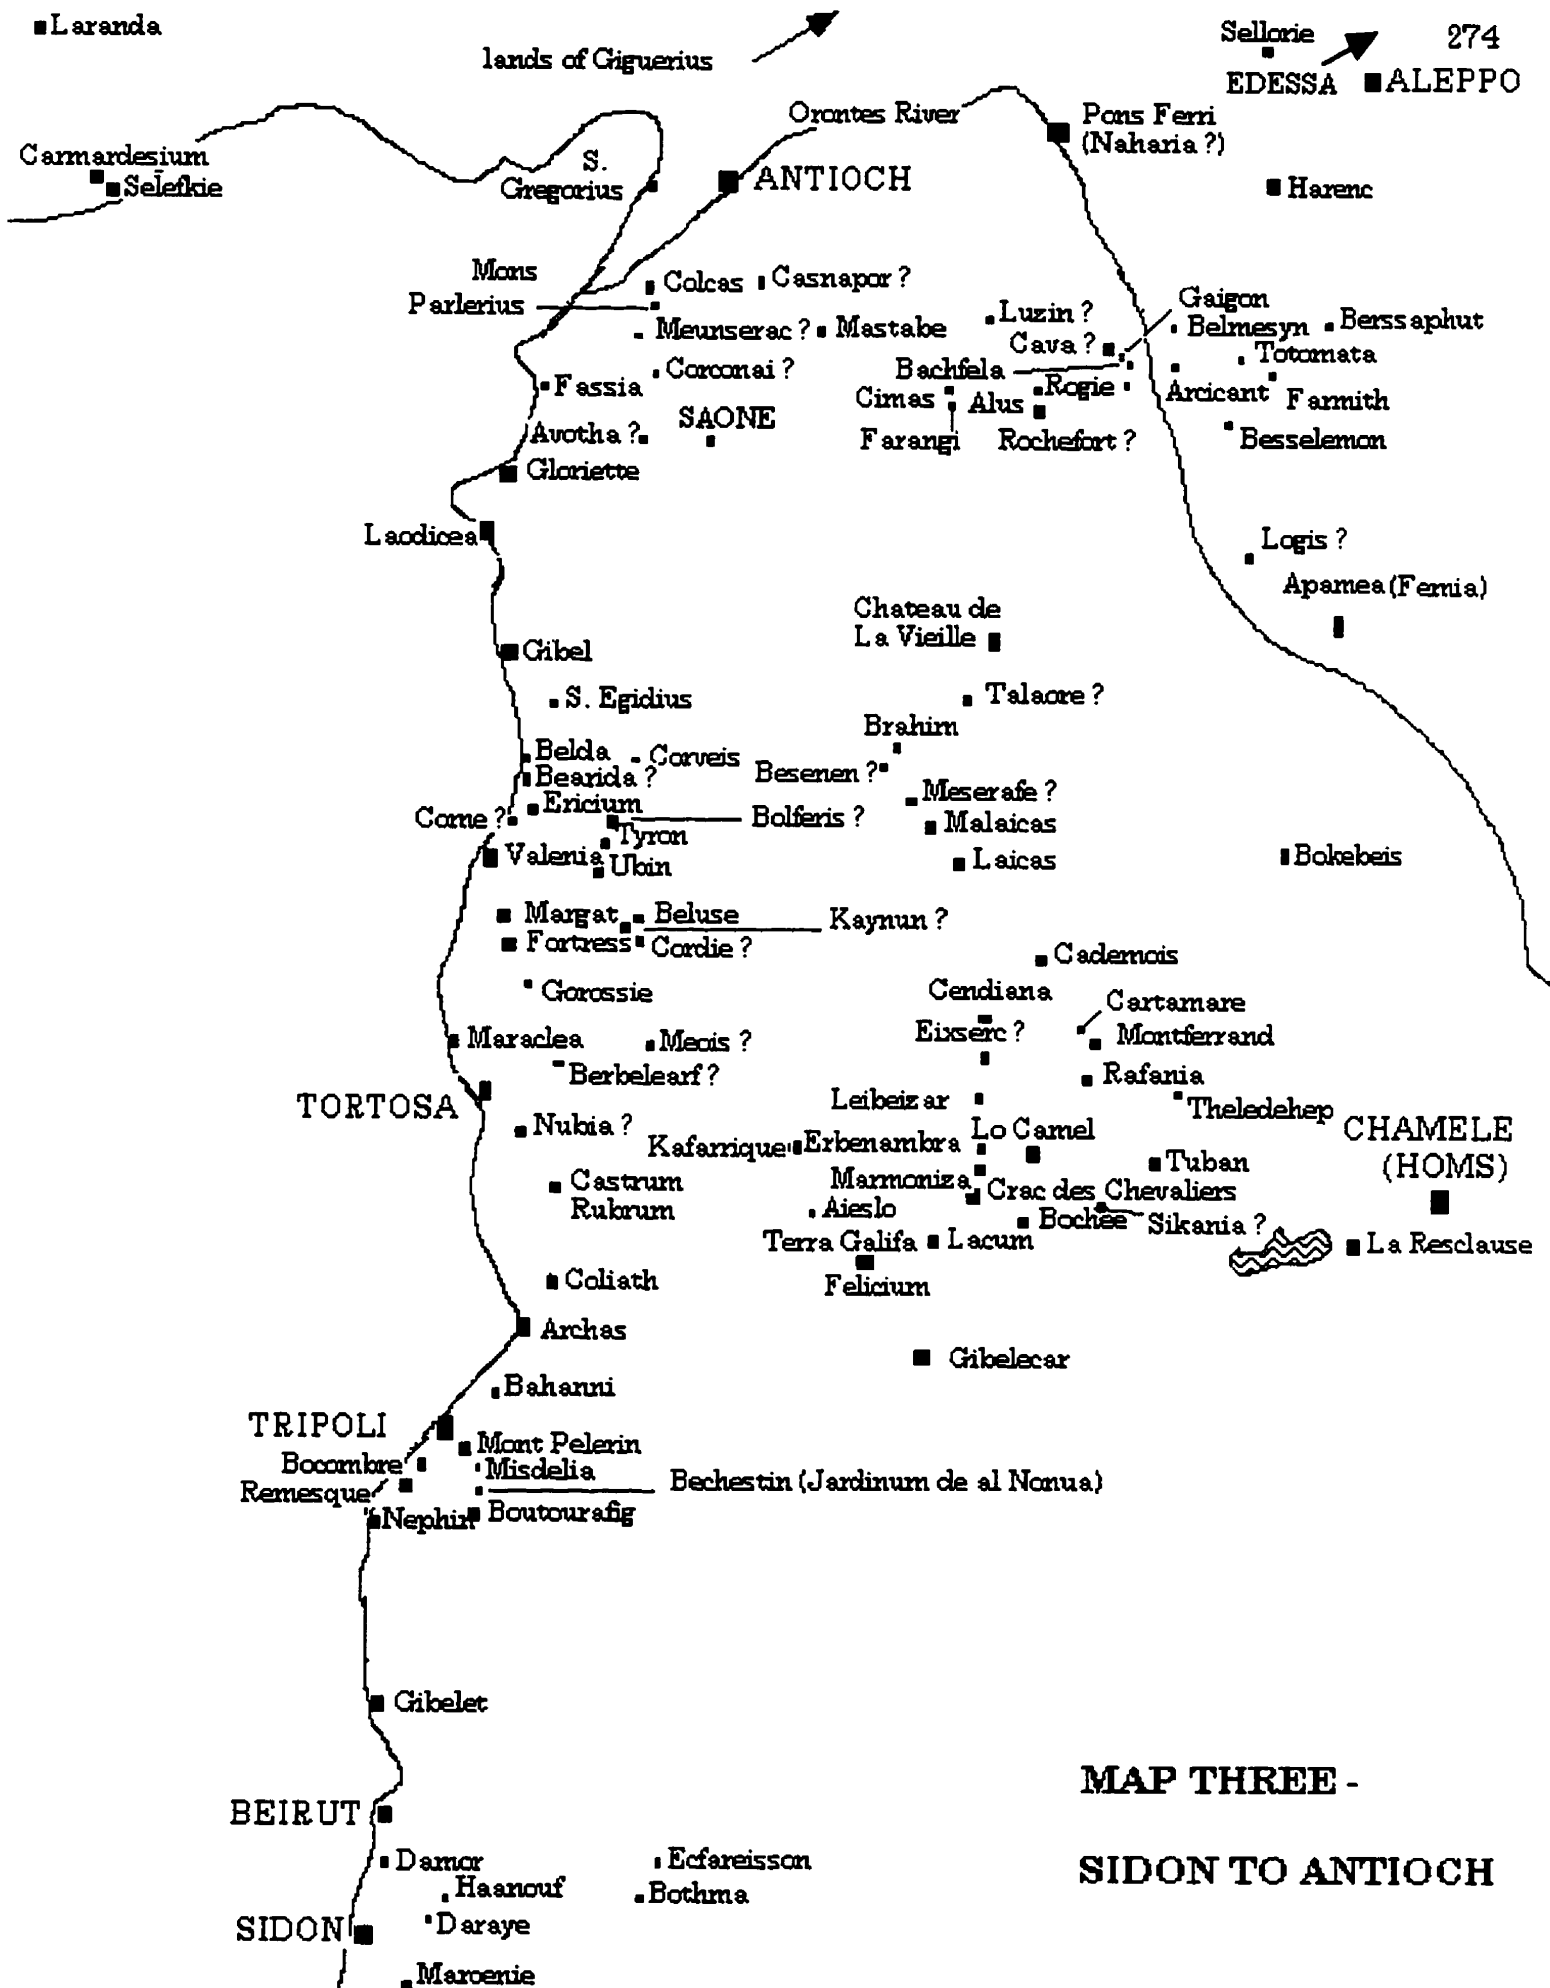 Laranda
lands of Giguerius
Sellorie
274
EDESSA
ALEPPO
Orontes River
Pons Ferri
(Naharia ?)
Carmardesium
Selefkie
S.
Gregorius
ANTIOCH
Harenc
Mons
Parlerius
Colcas
Casnapor ?
Meunserac ?
Mastabe
Luzin ?
Cava ?
Gaigon
Belmesyn
Berssaphut
Totomata
Bachfela
Corconai ?
Fassia
Cimas
Alus
Rogie
Arcicant
Farmith
SAONE
Avotha ?
Farangi
Rochefort ?
Besselemon
Gloriette
Laodicea
Logis ?
Apamea (Femia)
Chateau de
La Vieille
Gibel
S. Egidius
Talaore ?
Brahim
Belda
Corveis
Besenen ?
Bearida ?
Meserafe ?
Ericium
Corne ?
Bolferis ?
Malaicas
Tyron
Valenia
Ubin
Laicas
Bokebeis
Margat
Beluse
Kaynun ?
Fortress
Cordie ?
Cademois
Gorossie
Cendiana
Cartamare
Eixserc ?
Montferrand
Maraclea
Meois ?
Berbelearf ?
Rafania
TORTOSA
Leibeizar
Theledehep
Nubia ?
Kafarrique
Erbenambra
Lo Camel
CHAMELE
(HOMS)
Tuban
Castrum
Rubrum
Marmoniza
Crac des Chevaliers
Aieslo
Bochee
Sikania ?
Terra Galifa
Lacum
La Resclause
Felicium
Coliath
Archas
Gibelecar
Bahanni
TRIPOLI
Mont Pelerin
Bocombre
Misdelia
Bechestin (Jardinum de al Nonua)
Remesque
Nephin
Boutourafig
Gibelet
MAP THREE -
BEIRUT
Damor
Ecfareisson
SIDON TO ANTIOCH
Haanouf
Bothma
Daraye
SIDON
Maroenie